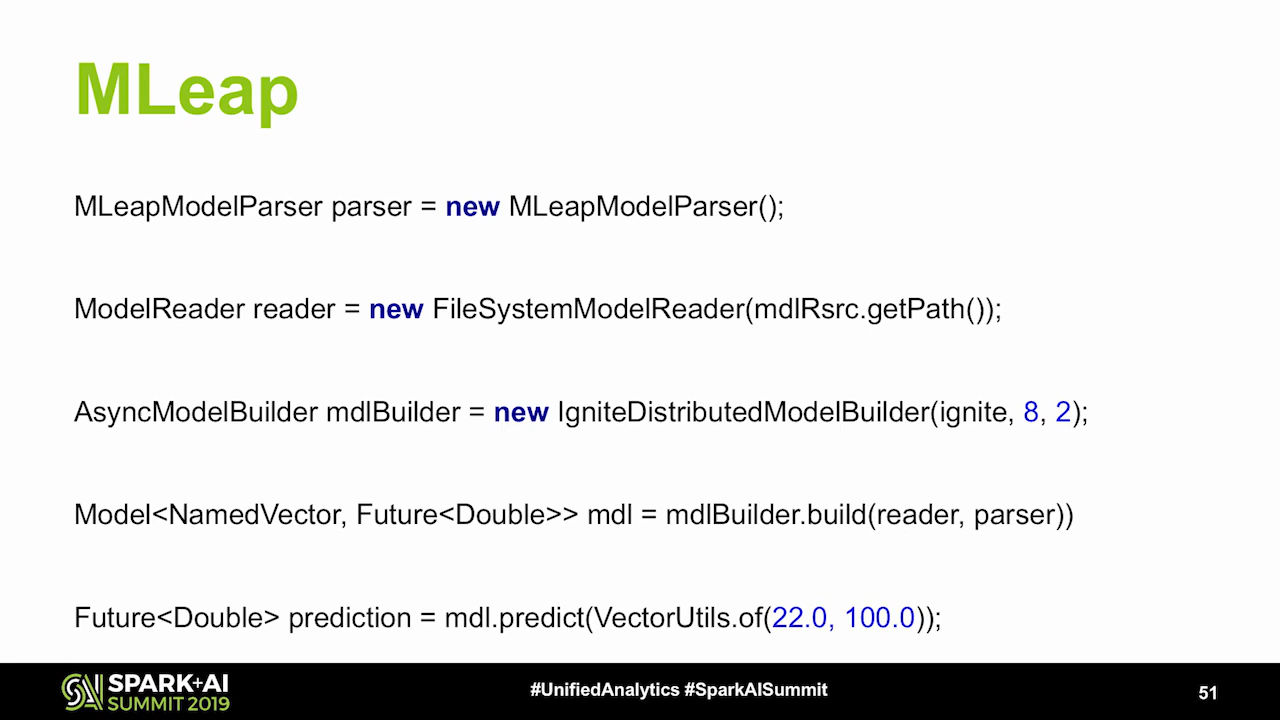 MLeap
MLeapModelParser parser = new MLeapModelParser();
ModelReader reader = new FileSystemModelReader(mdlRsrc.getPath());
AsyncModelBuilder mdlBuilder = new IgniteDistributedModelBuilder(ignite, 8, 2);
Model<NamedVector, Future<Double>> mdl = mdlBuilder.build(reader, parser))
Future<Double> prediction = mdl.predict(VectorUtils.of(22.0, 100.0));
SPARK+AI
SUMMIT 2019
#UnifiedAnalytics #SparkAISummit
51